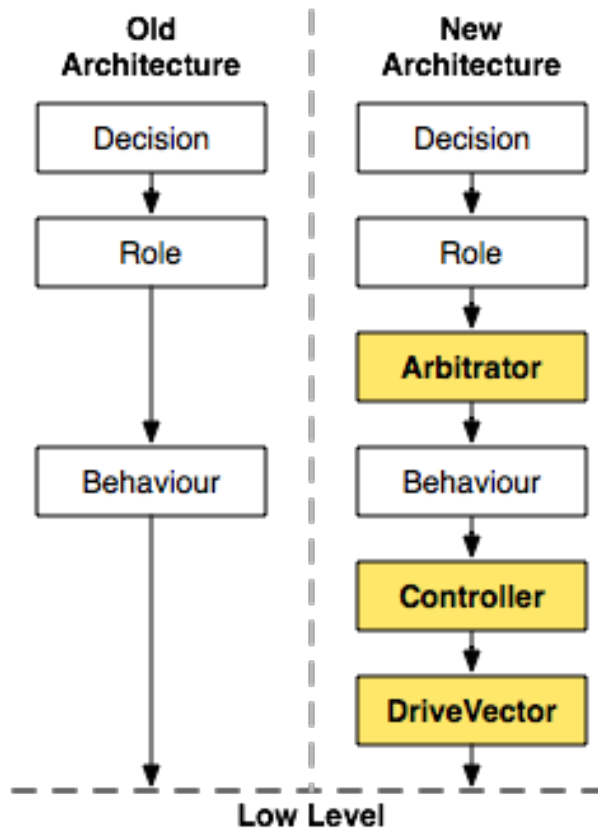 Old
Architecture
Decision
Role
Behaviour
New
Architecture
Decision
Role
Arbitrator
Behaviour
Controller
DriveVector
Low Level